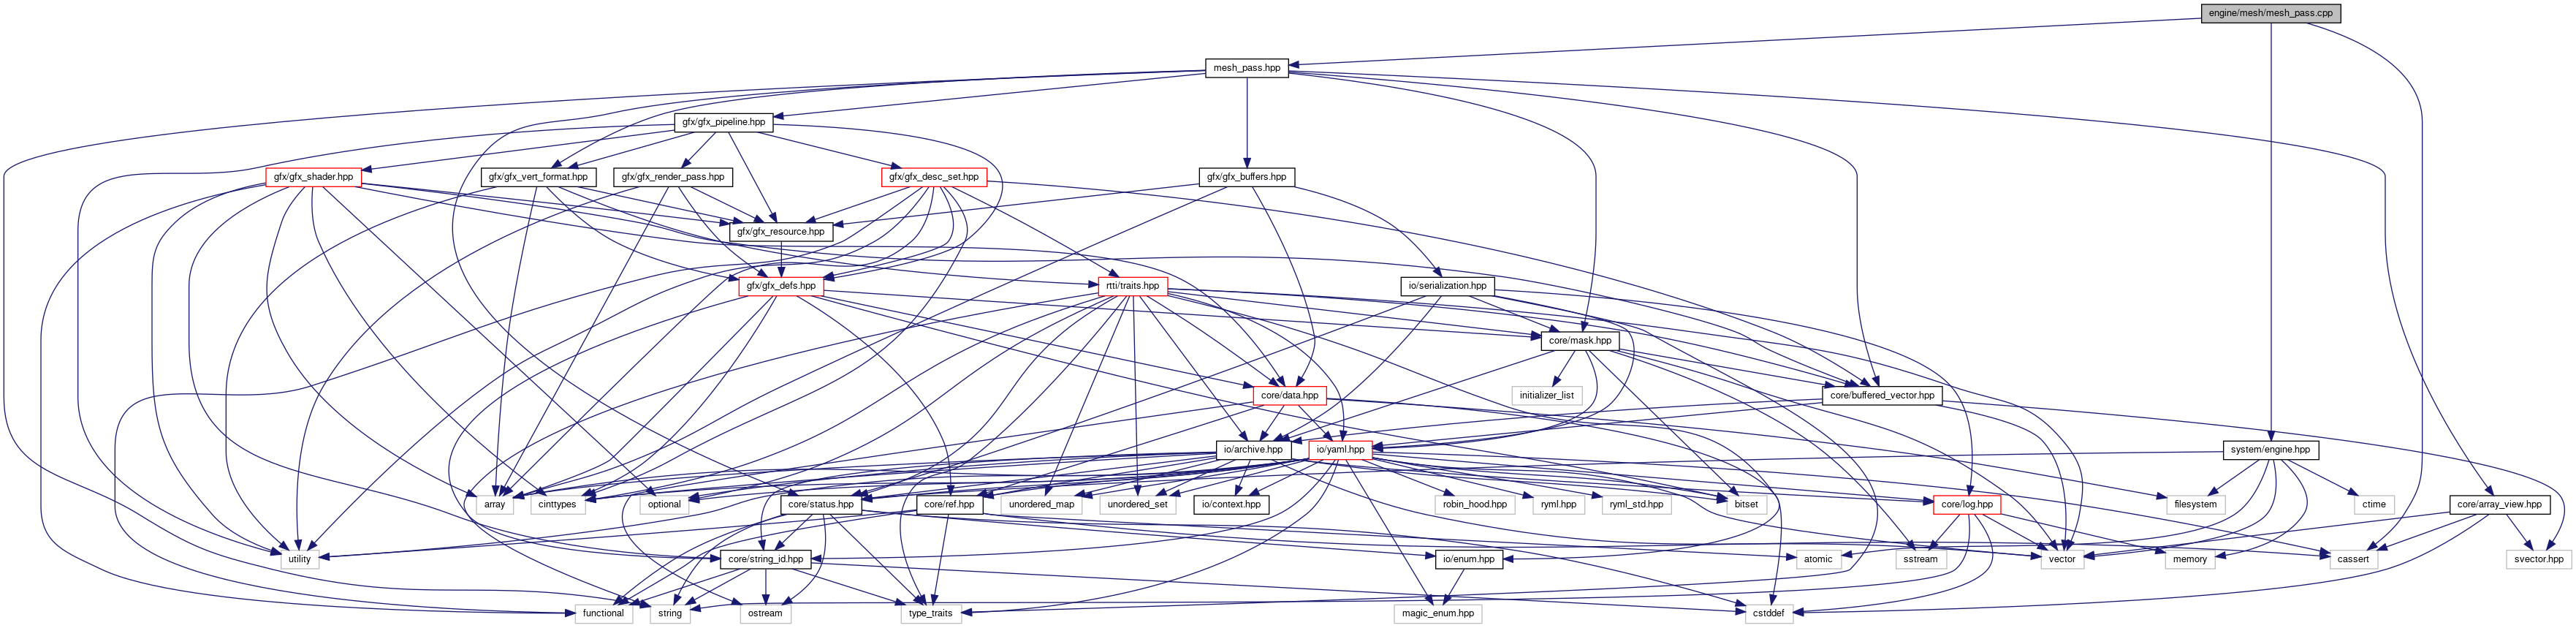 engine/mesh/mesh_pass.cpp
mesh_pass.hpp
gfx/gfx_pipeline.hpp
gfx/gfx_shader.hpp
gfx/gfx_vert_format.hpp
gfx/gfx_render_pass.hpp
gfx/gfx_desc_set.hpp
gfx/gfx_buffers.hpp
gfx/gfx_resource.hpp
gfx/gfx_defs.hpp
rtti/traits.hpp
io/serialization.hpp
core/mask.hpp
core/data.hpp
initializer_list
core/buffered_vector.hpp
io/archive.hpp
io/yaml.hpp
system/engine.hpp
array
cinttypes
optional
core/status.hpp
core/ref.hpp
unordered_map
unordered_set
io/context.hpp
robin_hood.hpp
ryml.hpp
ryml_std.hpp
bitset
core/log.hpp
filesystem
ctime
core/array_view.hpp
utility
core/string_id.hpp
io/enum.hpp
atomic
sstream
vector
memory
cassert
svector.hpp
functional
string
ostream
type_traits
magic_enum.hpp
cstddef